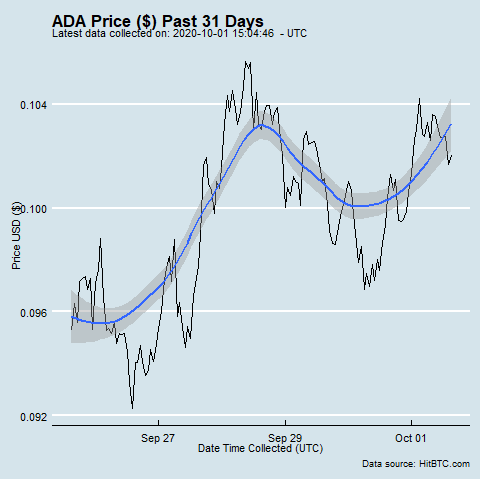 ADA Price ($) Past 31 Days
Latest data collected on: 2020-10-01 15:04:46  - UTC
0.104
0.100
0.096
0.092
Price USD ($)
Sep 27
Sep 29
Oct 01
Date Time Collected (UTC)
Data source: HitBTC.com